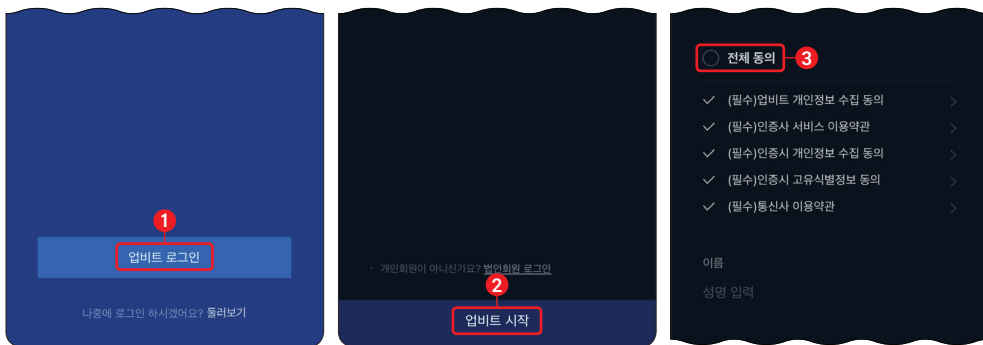 1
업비트 로그인
나중에 로그인 하시겠어요? 둘러보기
· 개인회원이 아니신가요? 법인회원 로그인
2
업비트 시작
전체 동의
3
(필수)업비트 개인정보 수집 동의
(필수)인증사 서비스 이용약관
(필수)인증시 개인정보 수집 동의
(필수)인증시 고유식별정보 동의
(필수)통신사 이용약관
이름
성명 입력